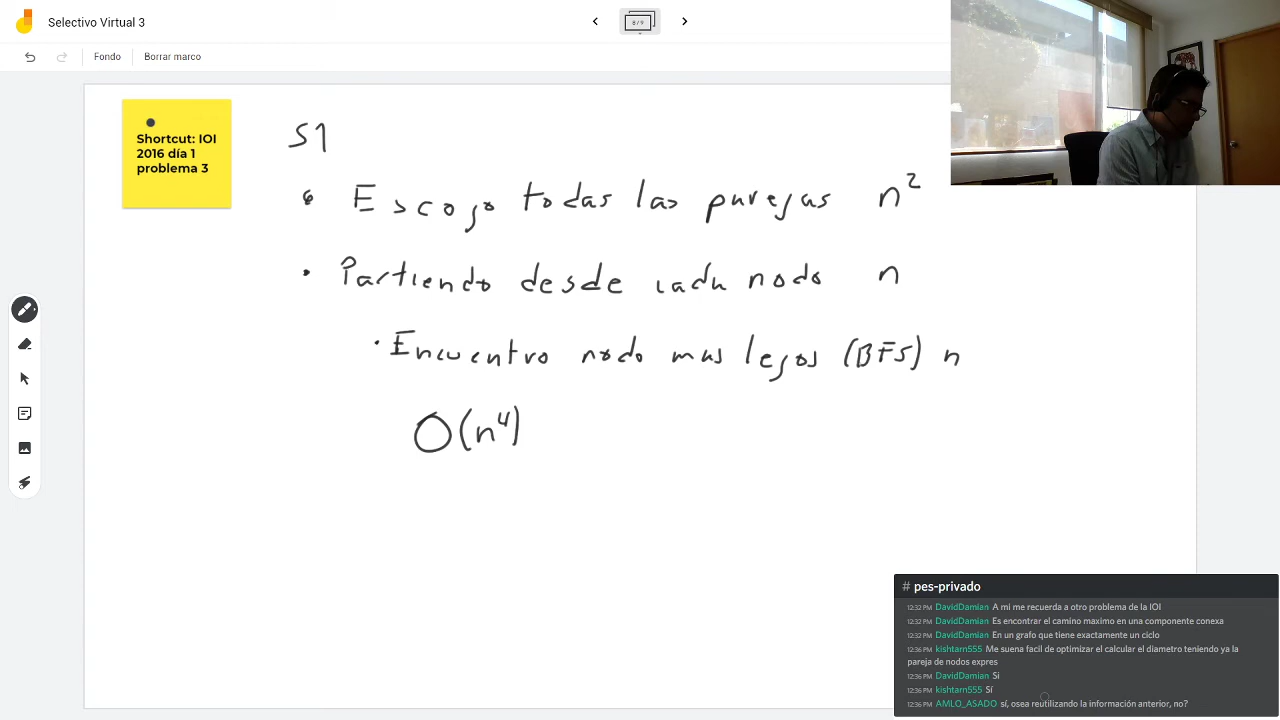 Selectivo Virtual 3
8/9
Fondo
Borrar marco
Shortcut: IOI
2016 día 1
problema 3
S1
• Escojo todas las parejas n²
• Partiendo desde cada nodo n
• Encuentro nodo mas lejos (BFS) n
O(n⁴)
# pes-privado
12:32 PM DavidDamian A mi me recuerda a otro problema de la IOI
12:32 PM DavidDamian Es encontrar el camino maximo en una componente conexa
12:32 PM DavidDamian En un grafo que tiene exactamente un ciclo
12:36 PM kishtarn555 Me suena facil de optimizar el calcular el diametro teniendo ya la
pareja de nodos expres
12:36 PM DavidDamian Si
12:36 PM kishtarn555 Sí
12:36 PM AMLO_ASADO sí, osea reutilizando la información anterior, no?